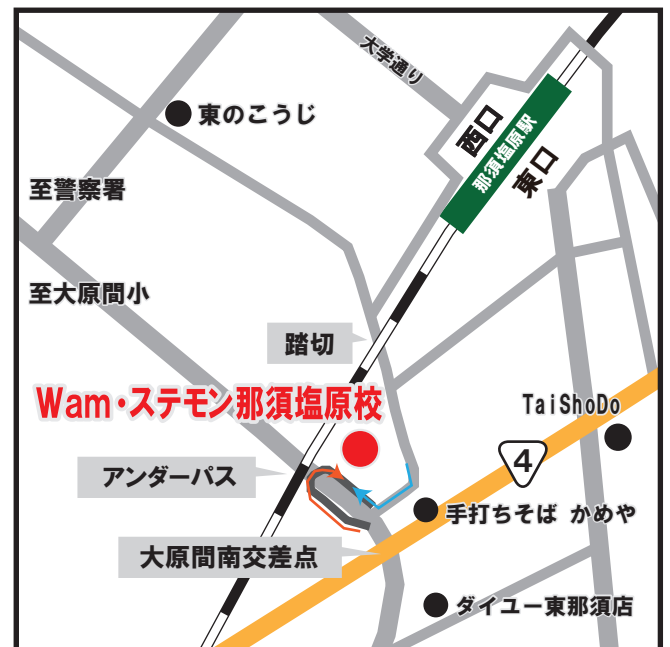 大学通り
東のこうじ
西口
那須塩原駅
東口
至警察署
至大原間小
踏切
Wam・ステモン那須塩原校
TaiShoDo
アンダーパス
4
手打ちそば かめや
大原間南交差点
ダイユー東那須店